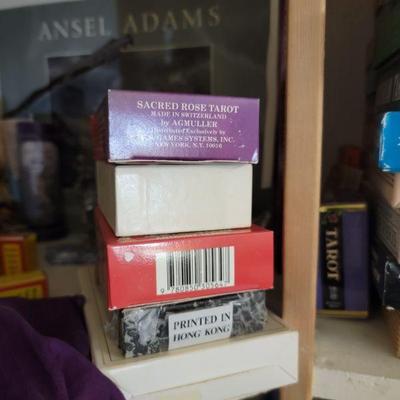 ANSEL ADAMS
SACRED ROSE TAROT
MADE IN SWITZERLAND
by AGMULLER
Distributed Exclusively by
GAMES SYSTEMS, INC.
NEW YORK, N.Y. 10016
PRINTED IN
HONG KONG
TAROT